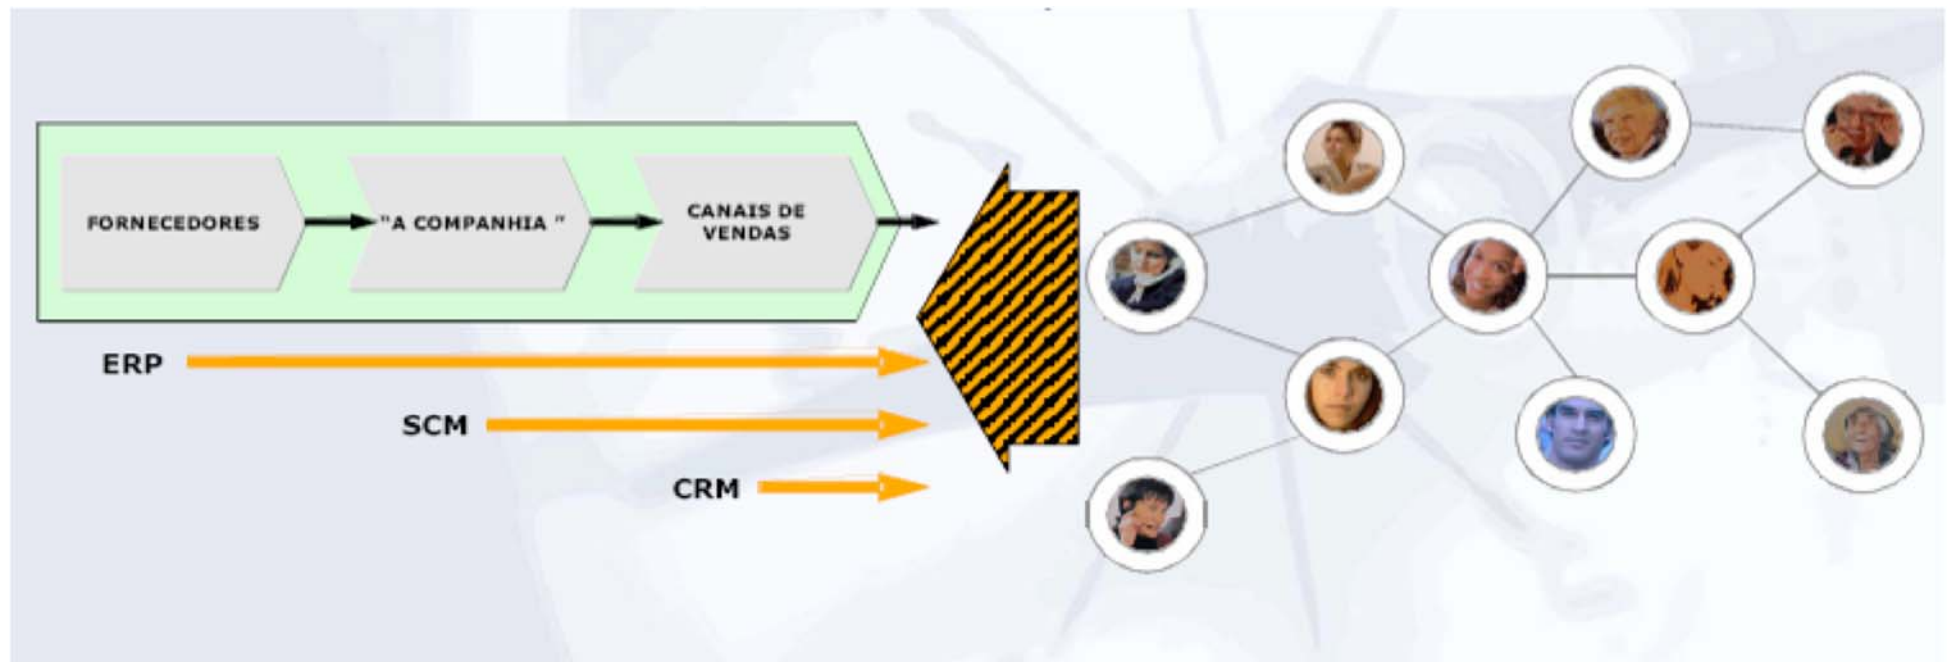 FORNECEDORES
"A COMPANHIA "
CANAIS DE
VENDAS
ERP
SCM
CRM